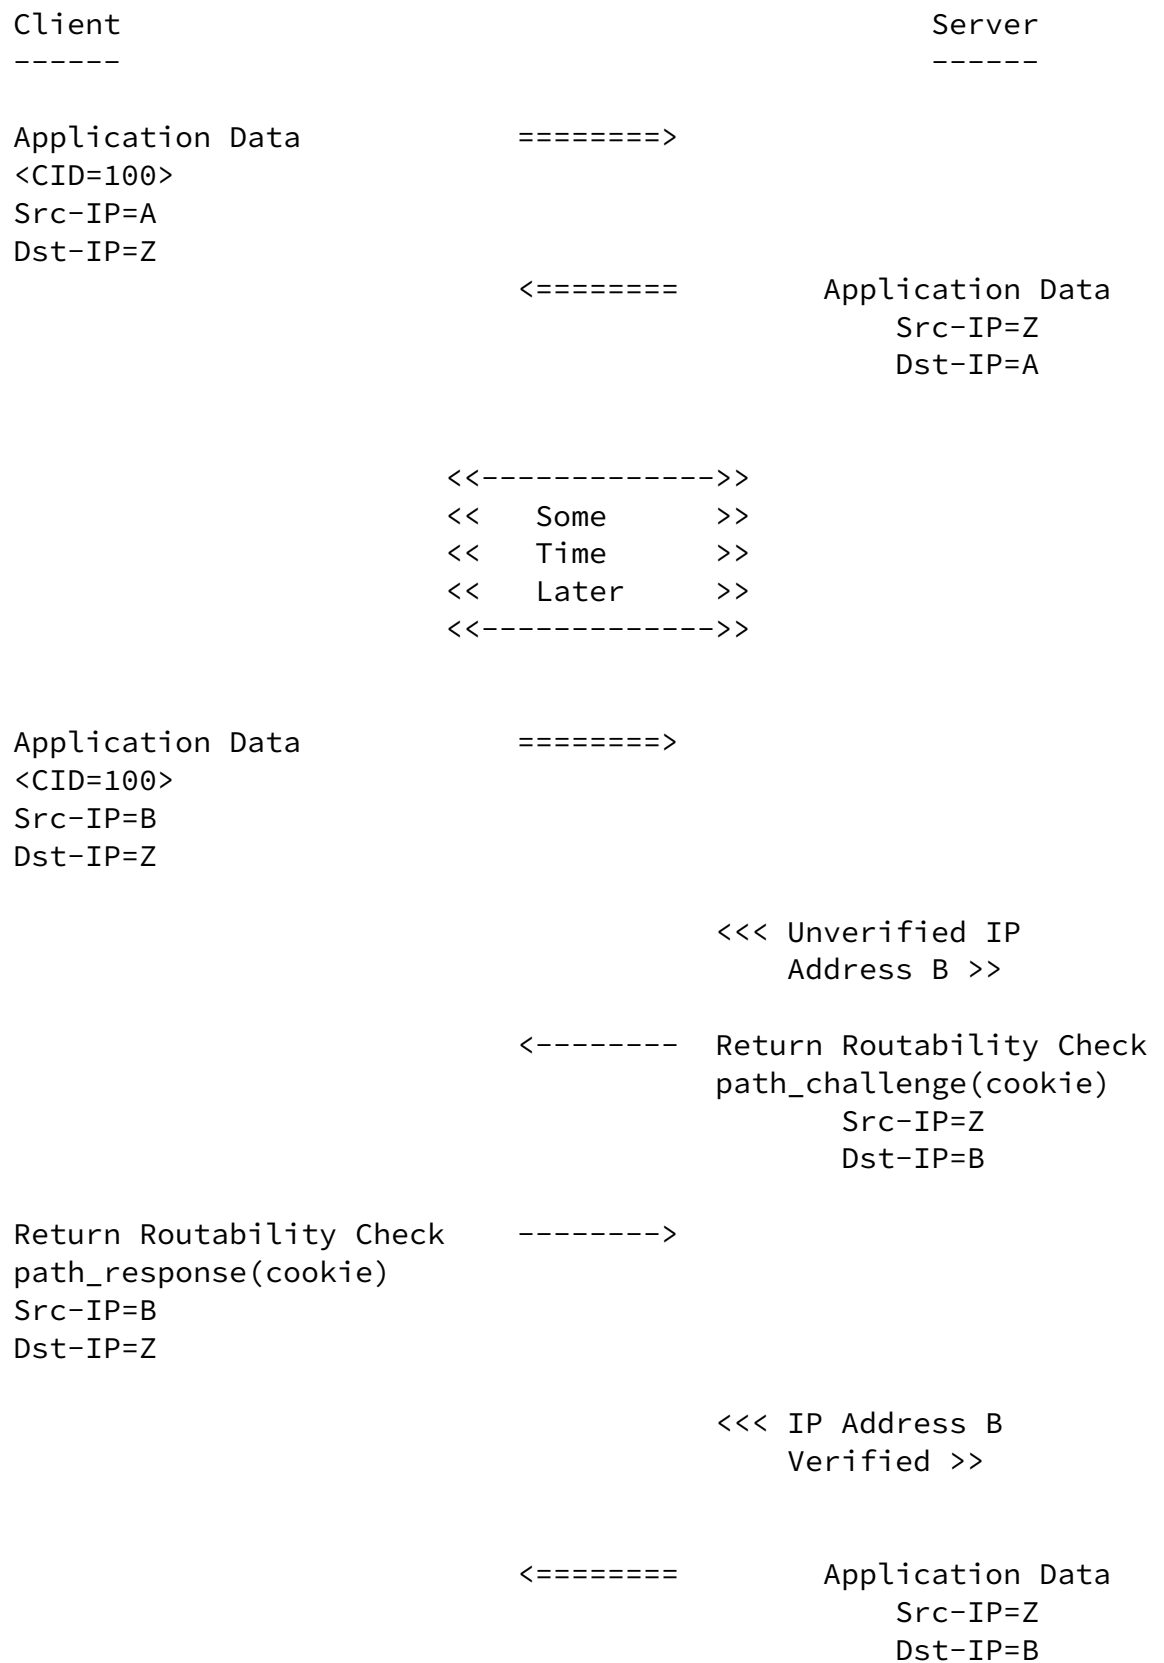 Client                                             Server
------                                             ------
Application Data            ========>
<CID=100>
Src-IP=A
Dst-IP=Z
                            <========        Application Data
                                                 Src-IP=Z
                                                 Dst-IP=A
                        <<------------->>
                        <<   Some      >>
                        <<   Time      >>
                        <<   Later     >>
                        <<------------->>
Application Data            ========>
<CID=100>
Src-IP=B
Dst-IP=Z
                                       <<< Unverified IP
                                           Address B >>
                            <--------  Return Routability Check
                                       path_challenge(cookie)
                                              Src-IP=Z
                                              Dst-IP=B
Return Routability Check    -------->
path_response(cookie)
Src-IP=B
Dst-IP=Z
                                       <<< IP Address B
                                           Verified >>
                            <========        Application Data
                                                 Src-IP=Z
                                                 Dst-IP=B